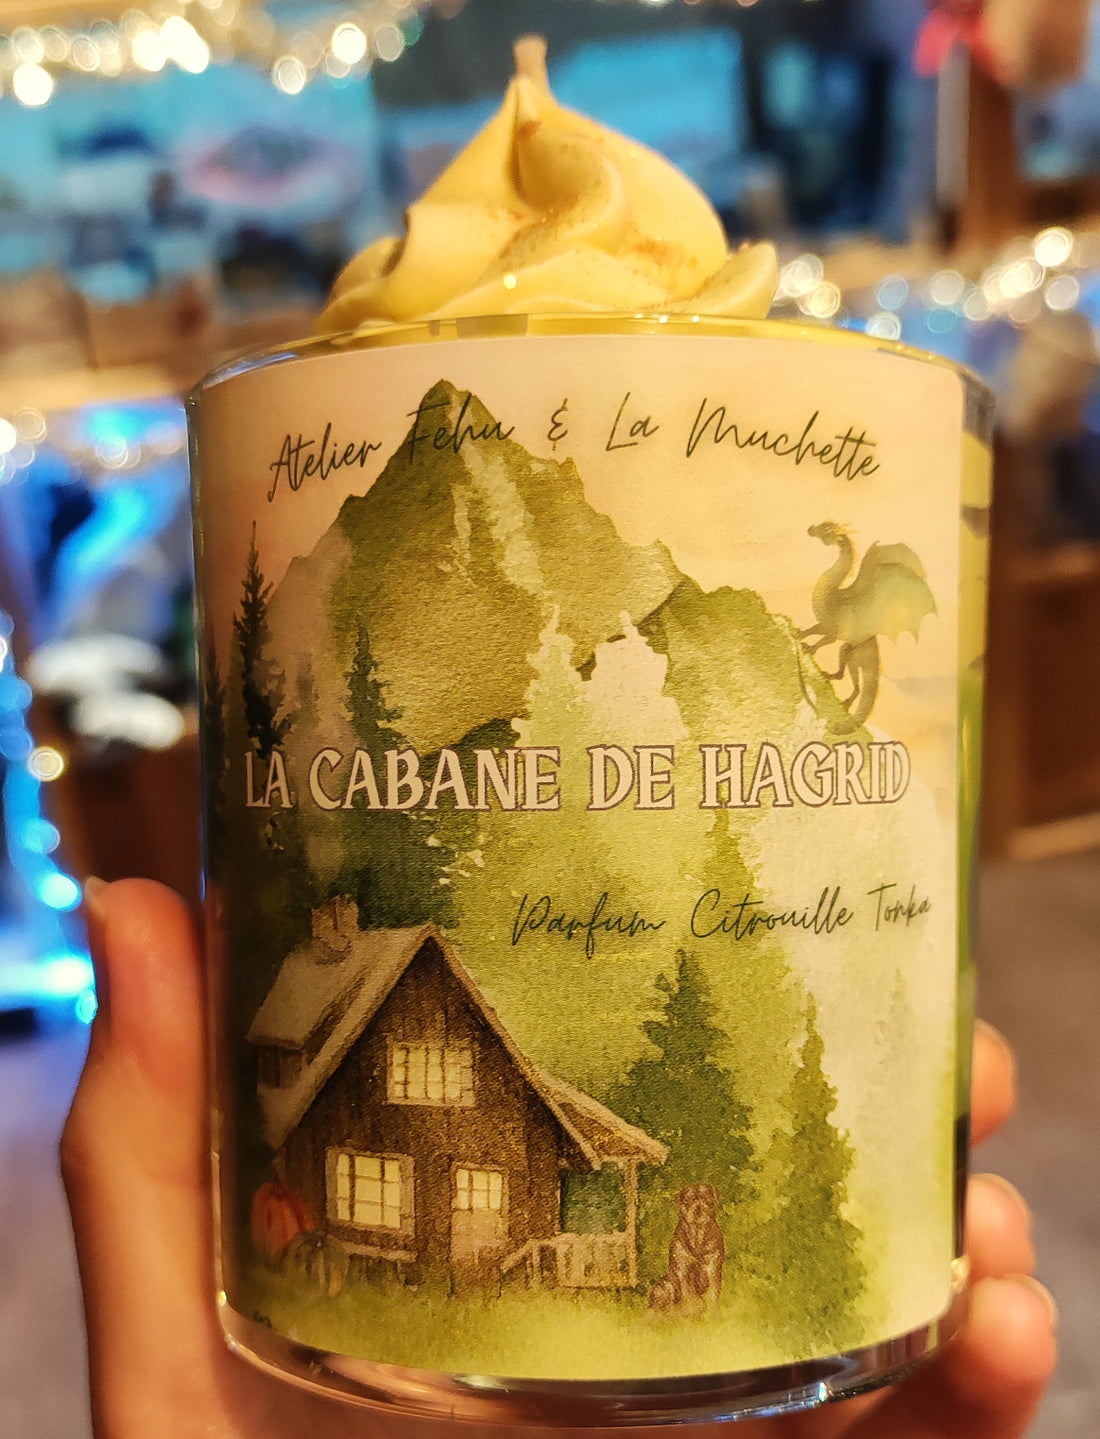 Atelier Fehu & La Muchette
LA CABANE DE HAGRID
Parfum Citrouille Tonka